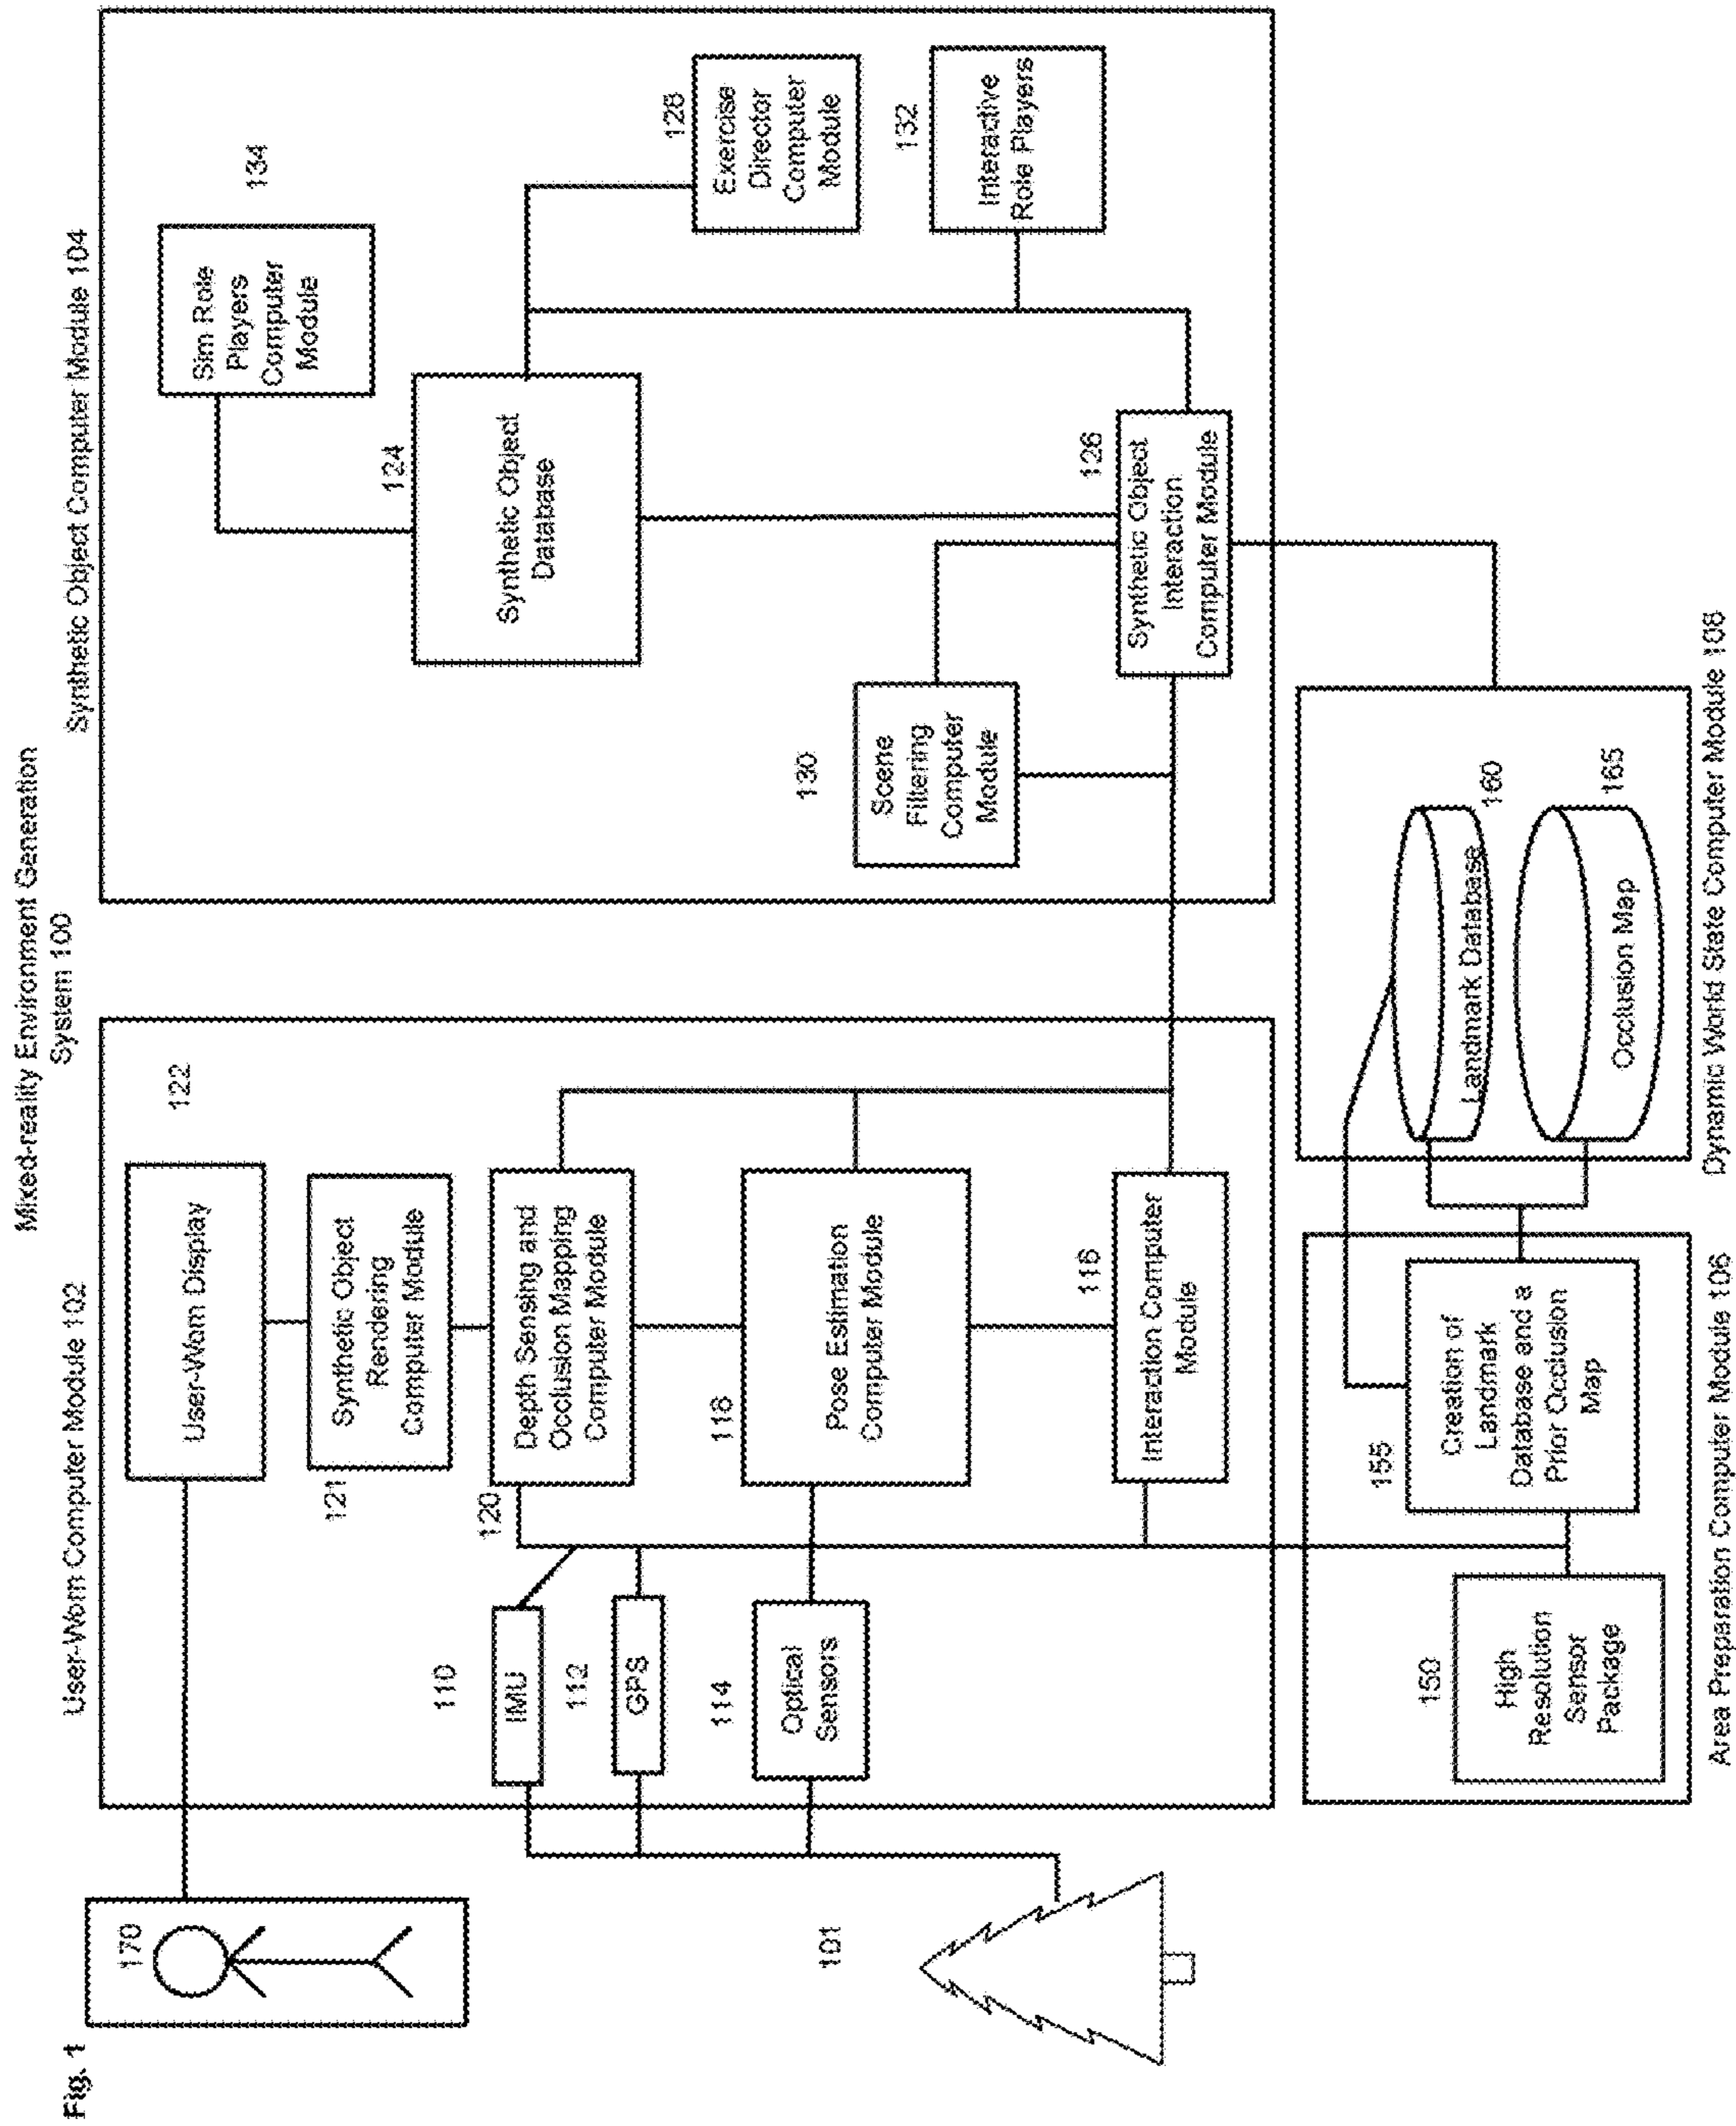 Fig. 1
Mixed-reality Environment Generation
System 100
170
101
User-Worn Computer Module 102
User-Worn Display
122
Synthetic Object
Rendering
Computer Module
121
Depth Sensing and
Occlusion Mapping
Computer Module
120
Pose Estimation
Computer Module
118
Interaction Computer
Module
116
110
IMU
112
GPS
114
Optical
Sensors
Synthetic Object Computer Module 104
Sim Role
Players
Computer
Module
134
124
Synthetic Object
Database
128
Exercise
Director
Computer
Module
132
Interactive
Role Players
130
Scene
Filtering
Computer
Module
126
Synthetic Object
Interaction
Computer Module
150
High
Resolution
Sensor
Package
155
Creation of
Landmark
Database and a
Prior Occlusion
Map
Area Preparation Computer Module 106
Landmark Database
160
Occlusion Map
165
Dynamic World State Computer Module 108